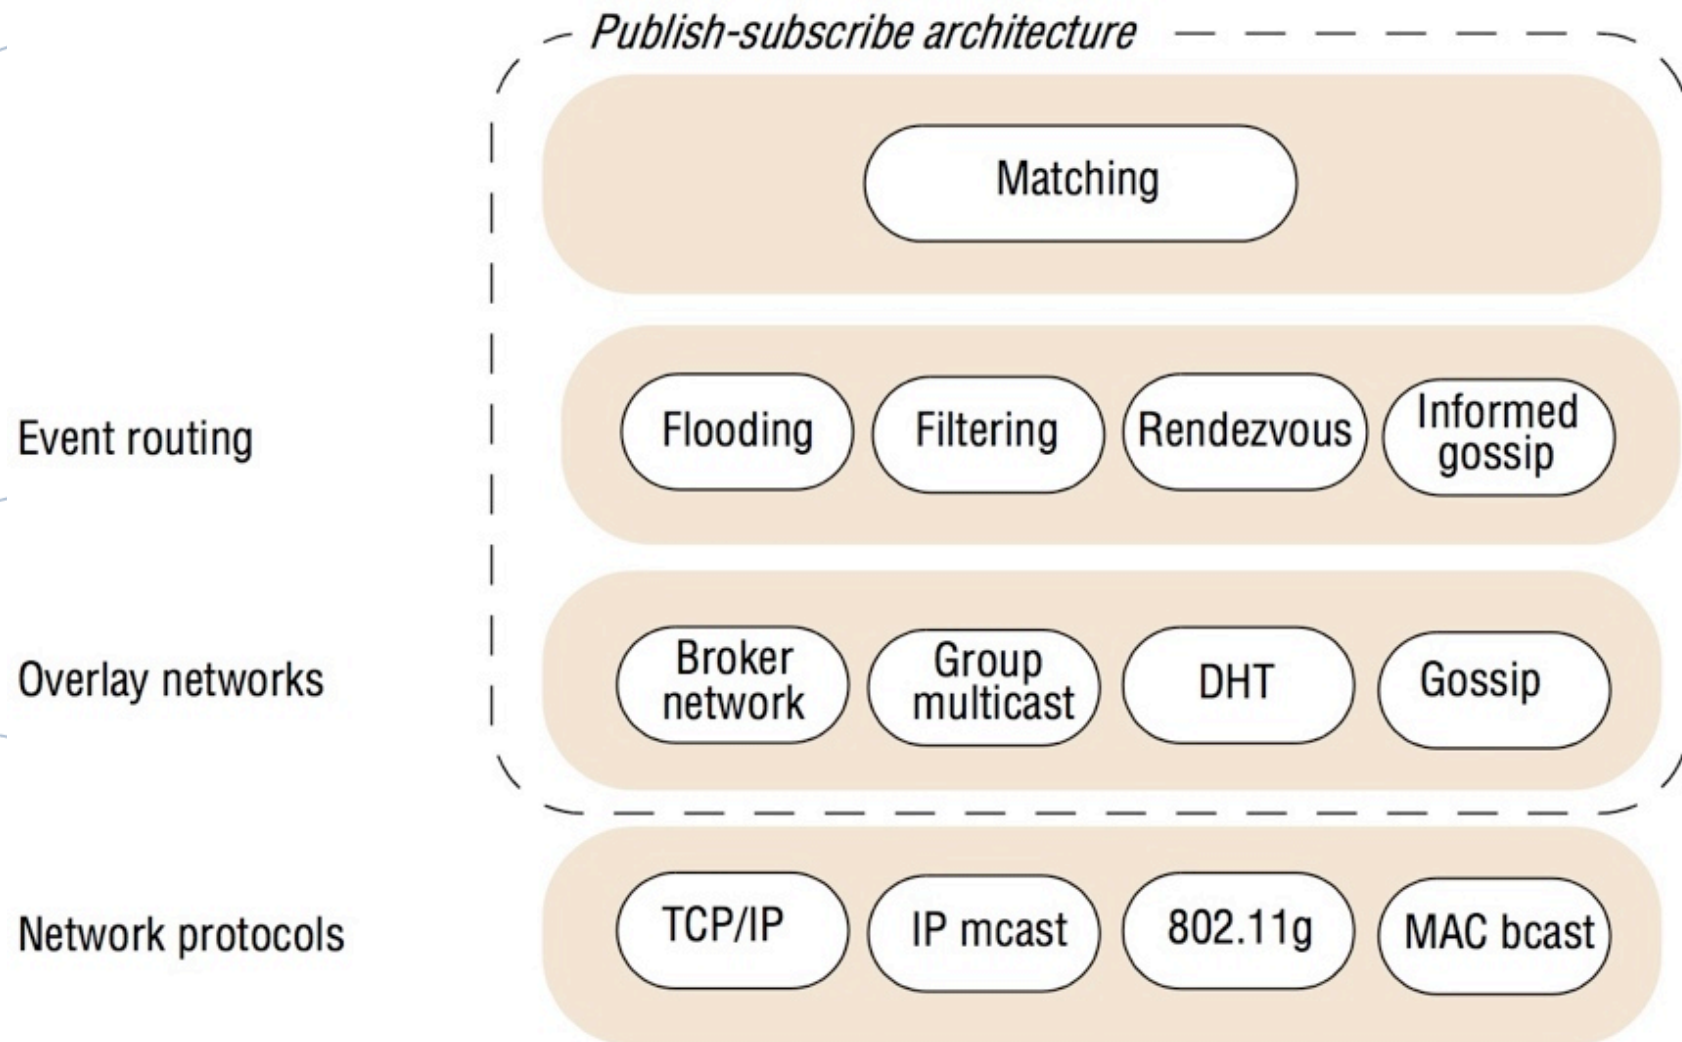 Publish-subscribe architecture
Matching
Event routing
Flooding
Filtering
Rendezvous
Informed
gossip
Overlay networks
Broker
network
Group
multicast
DHT
Gossip
Network protocols
TCP/IP
IP mcast
802.11g
MAC bcast